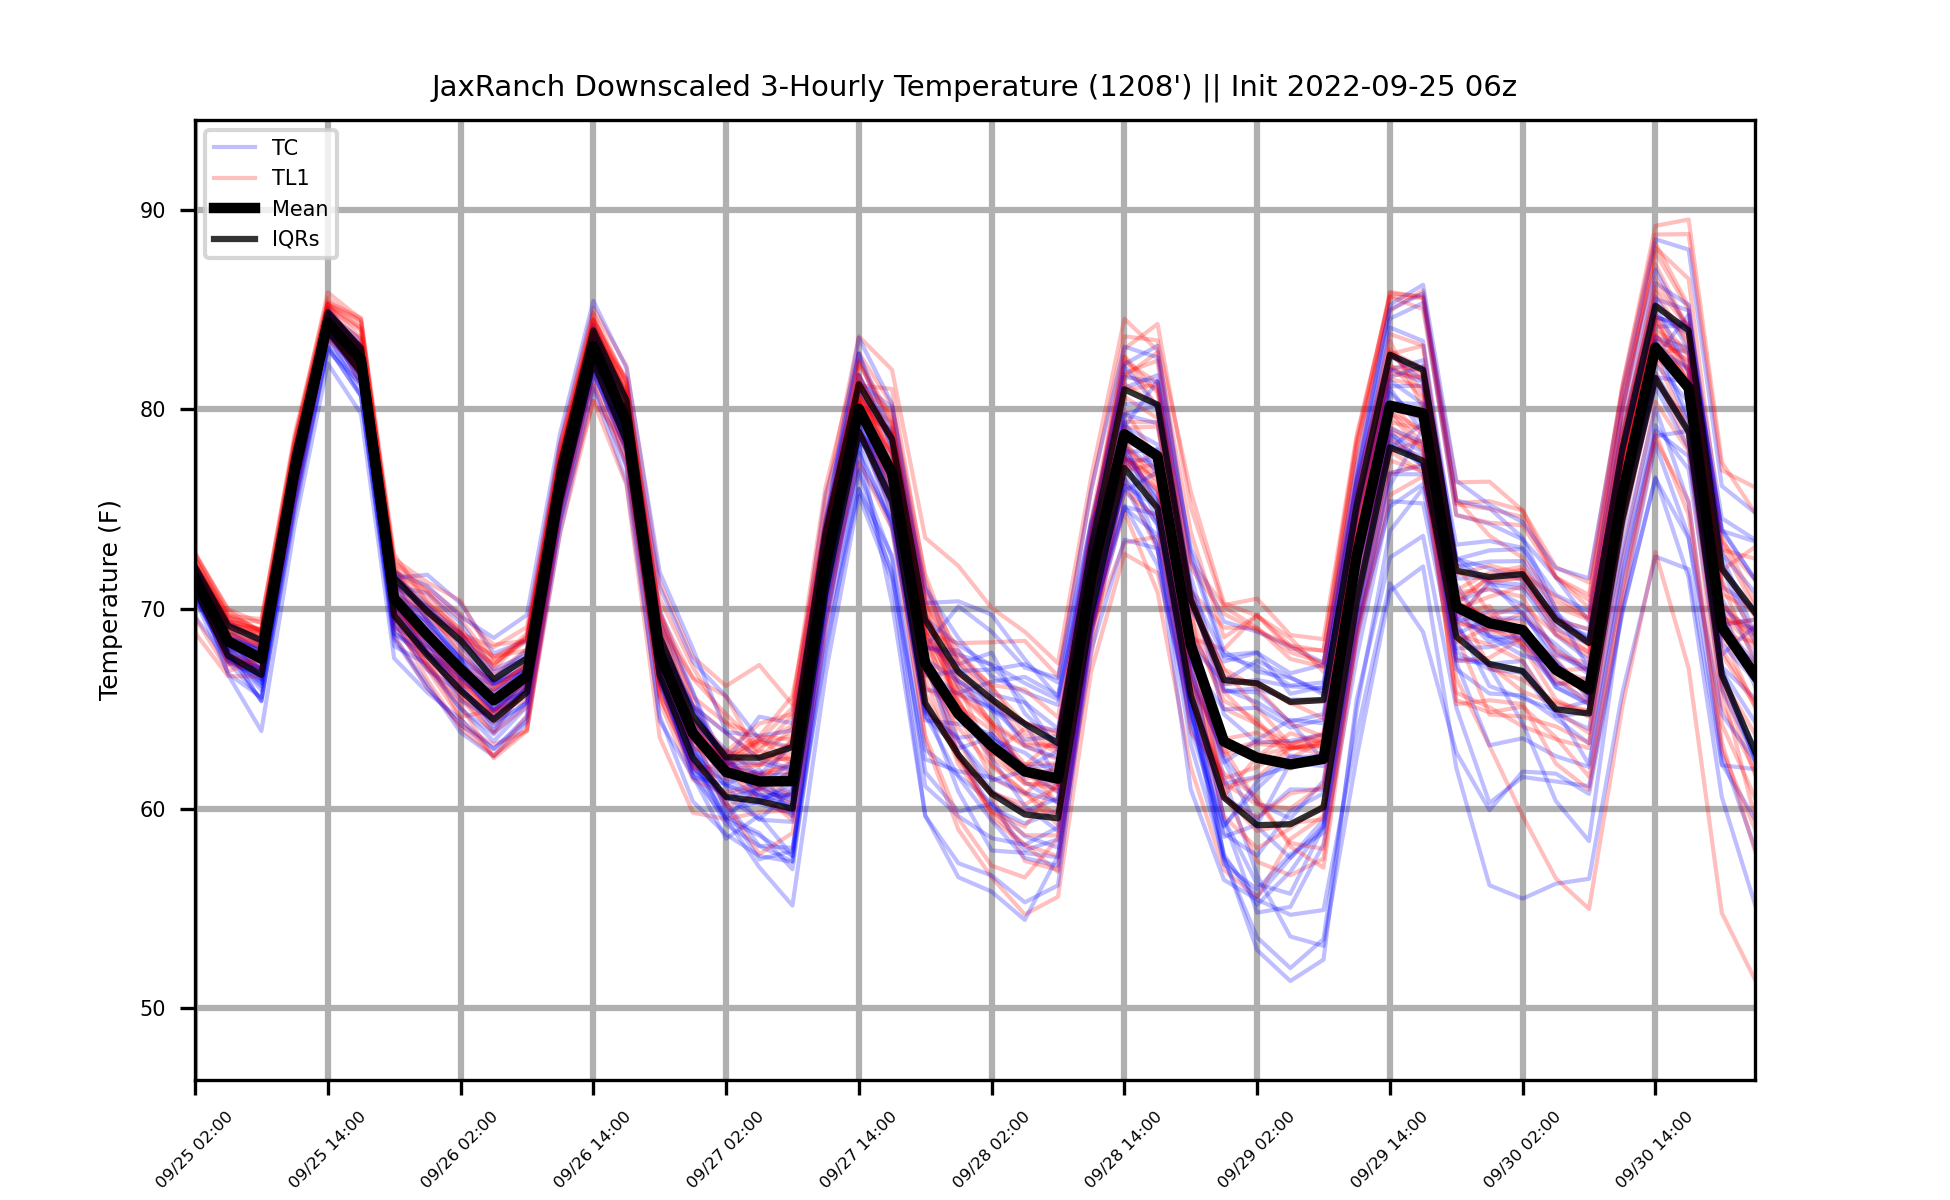 JaxRanch Downscaled 3-Hourly Temperature (1208') || Init 2022-09-25 06z
TC
TL1
Mean
IQRs
Temperature (F)
90
80
70
60
50
09/25 02:00
09/25 14:00
09/26 02:00
09/26 14:00
09/27 02:00
09/27 14:00
09/28 02:00
09/28 14:00
09/29 02:00
09/29 14:00
09/30 02:00
09/30 14:00